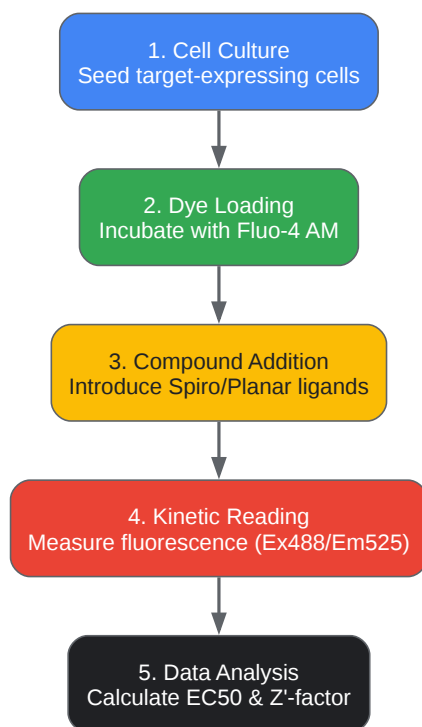 1. Cell Culture
Seed target-expressing cells
2. Dye Loading
Incubate with Fluo-4 AM
3. Compound Addition
Introduce Spiro/Planar ligands
4. Kinetic Reading
Measure fluorescence (Ex488/Em525)
5. Data Analysis
Calculate EC50 & Z'-factor